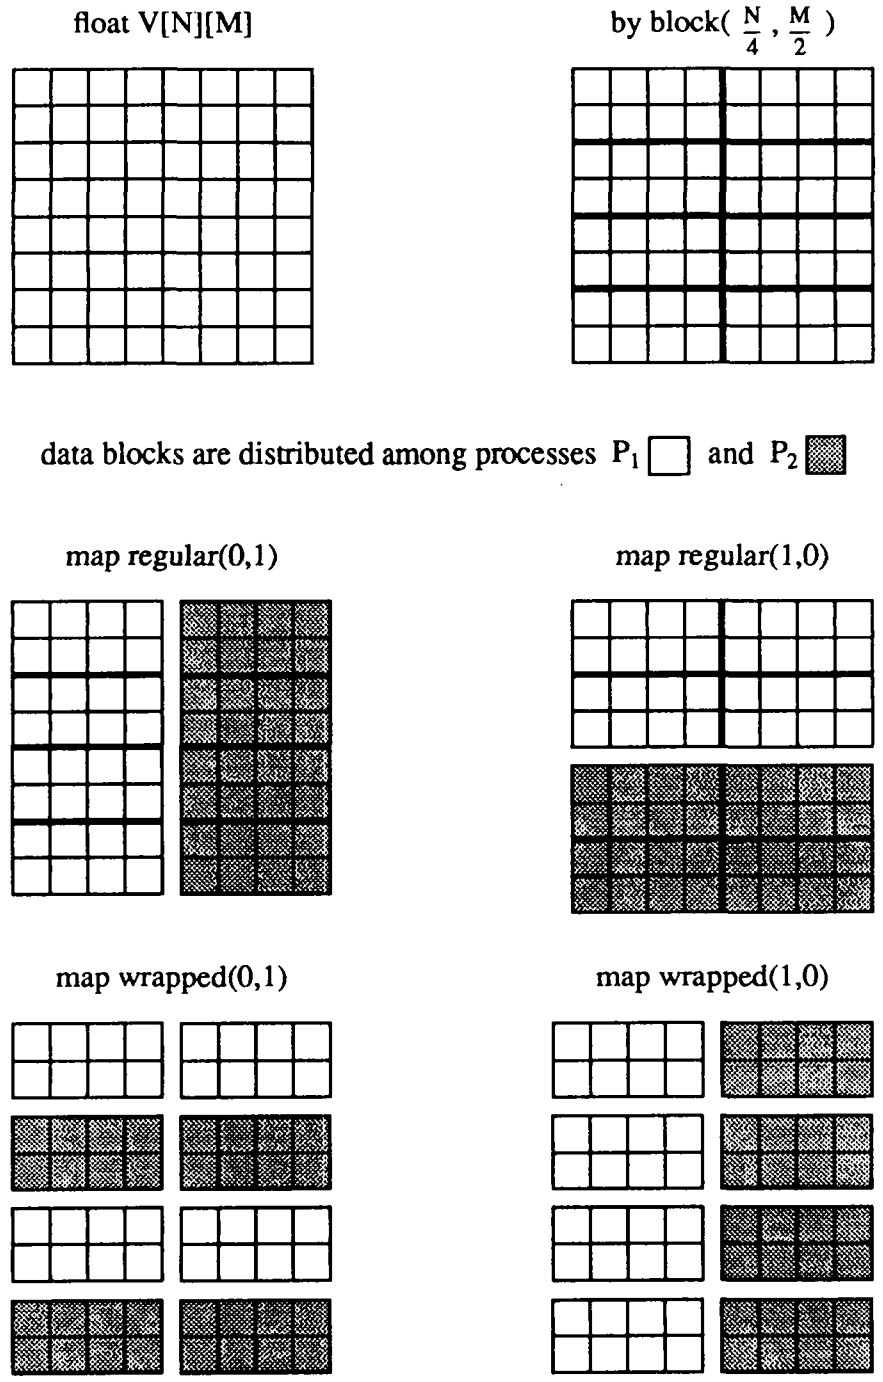 float V[N][M]
by block( N/4 , M/2 )
data blocks are distributed among processes P₁ and P₂
map regular(0,1)
map regular(1,0)
map wrapped(0,1)
map wrapped(1,0)